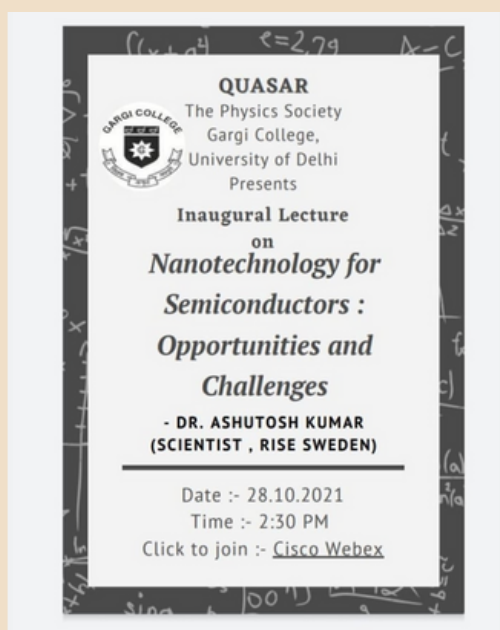 QUASAR
The Physics Society
GARGI COLLEGE
Gargi College,
University of Delhi
Presents
Inaugural Lecture
on
Nanotechnology for
Semiconductors :
Opportunities and
Challenges
- DR. ASHUTOSH KUMAR
(SCIENTIST , RISE SWEDEN)
Date :- 28.10.2021
Time :- 2:30 PM
Click to join :- Cisco Webex